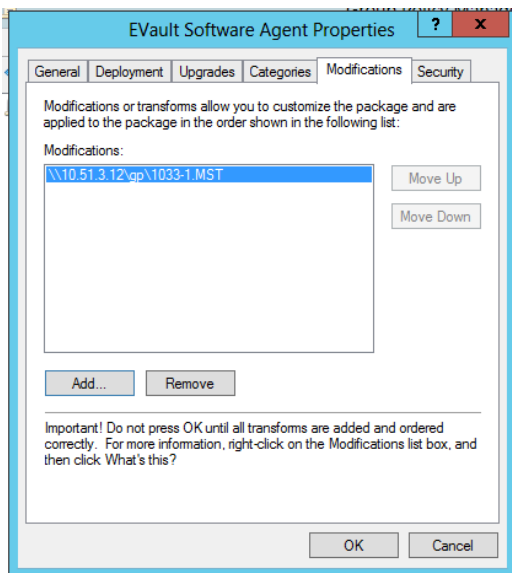 EVault Software Agent Properties
?
x
General
Deployment
Upgrades
Categories
Modifications
Security
Modifications or transforms allow you to customize the package and are
applied to the package in the order shown in the following list:
Modifications:
\\10.51.3.12\gp\1033-1.MST
Move Up
Move Down
Add...
Remove
Important! Do not press OK until all transforms are added and ordered
correctly. For more information, right-click on the Modifications list box, and
then click What's this?
OK
Cancel